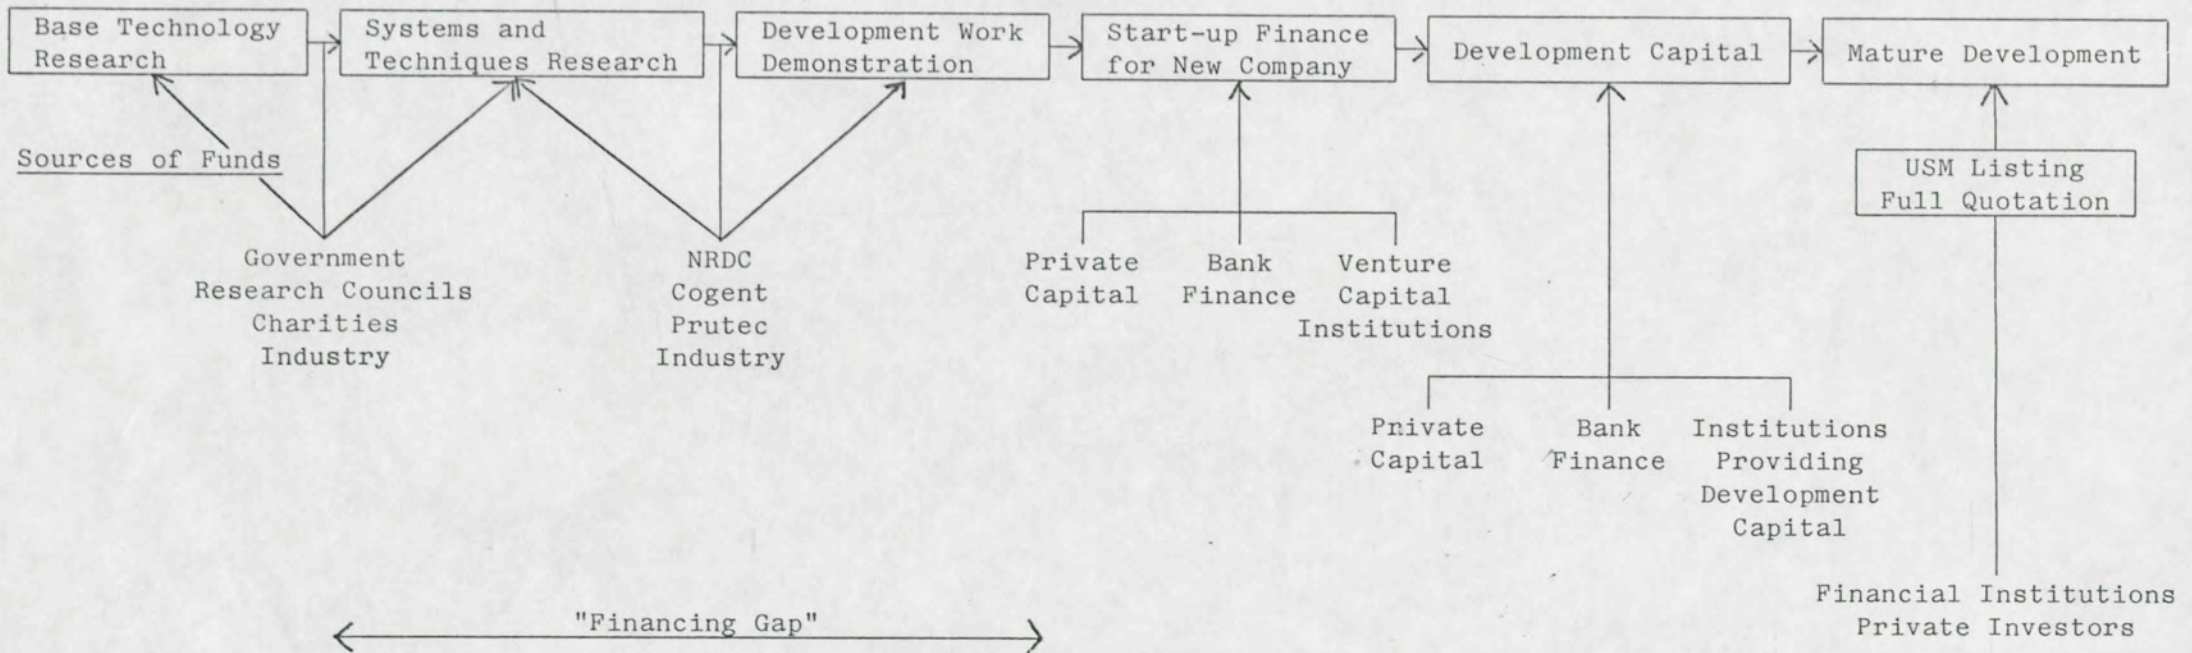 Base Technology
Research
Systems and
Techniques Research
Development Work
Demonstration
Start-up Finance
for New Company
Development Capital
Mature Development
Sources of Funds
USM Listing
Full Quotation
Government
Research Councils
Charities
Industry
NRDC
Cogent
Prutec
Industry
Private
Capital
Bank
Finance
Venture
Capital
Institutions
Private
Capital
Bank
Finance
Institutions
Providing
Development
Capital
Financial Institutions
Private Investors
"Financing Gap"